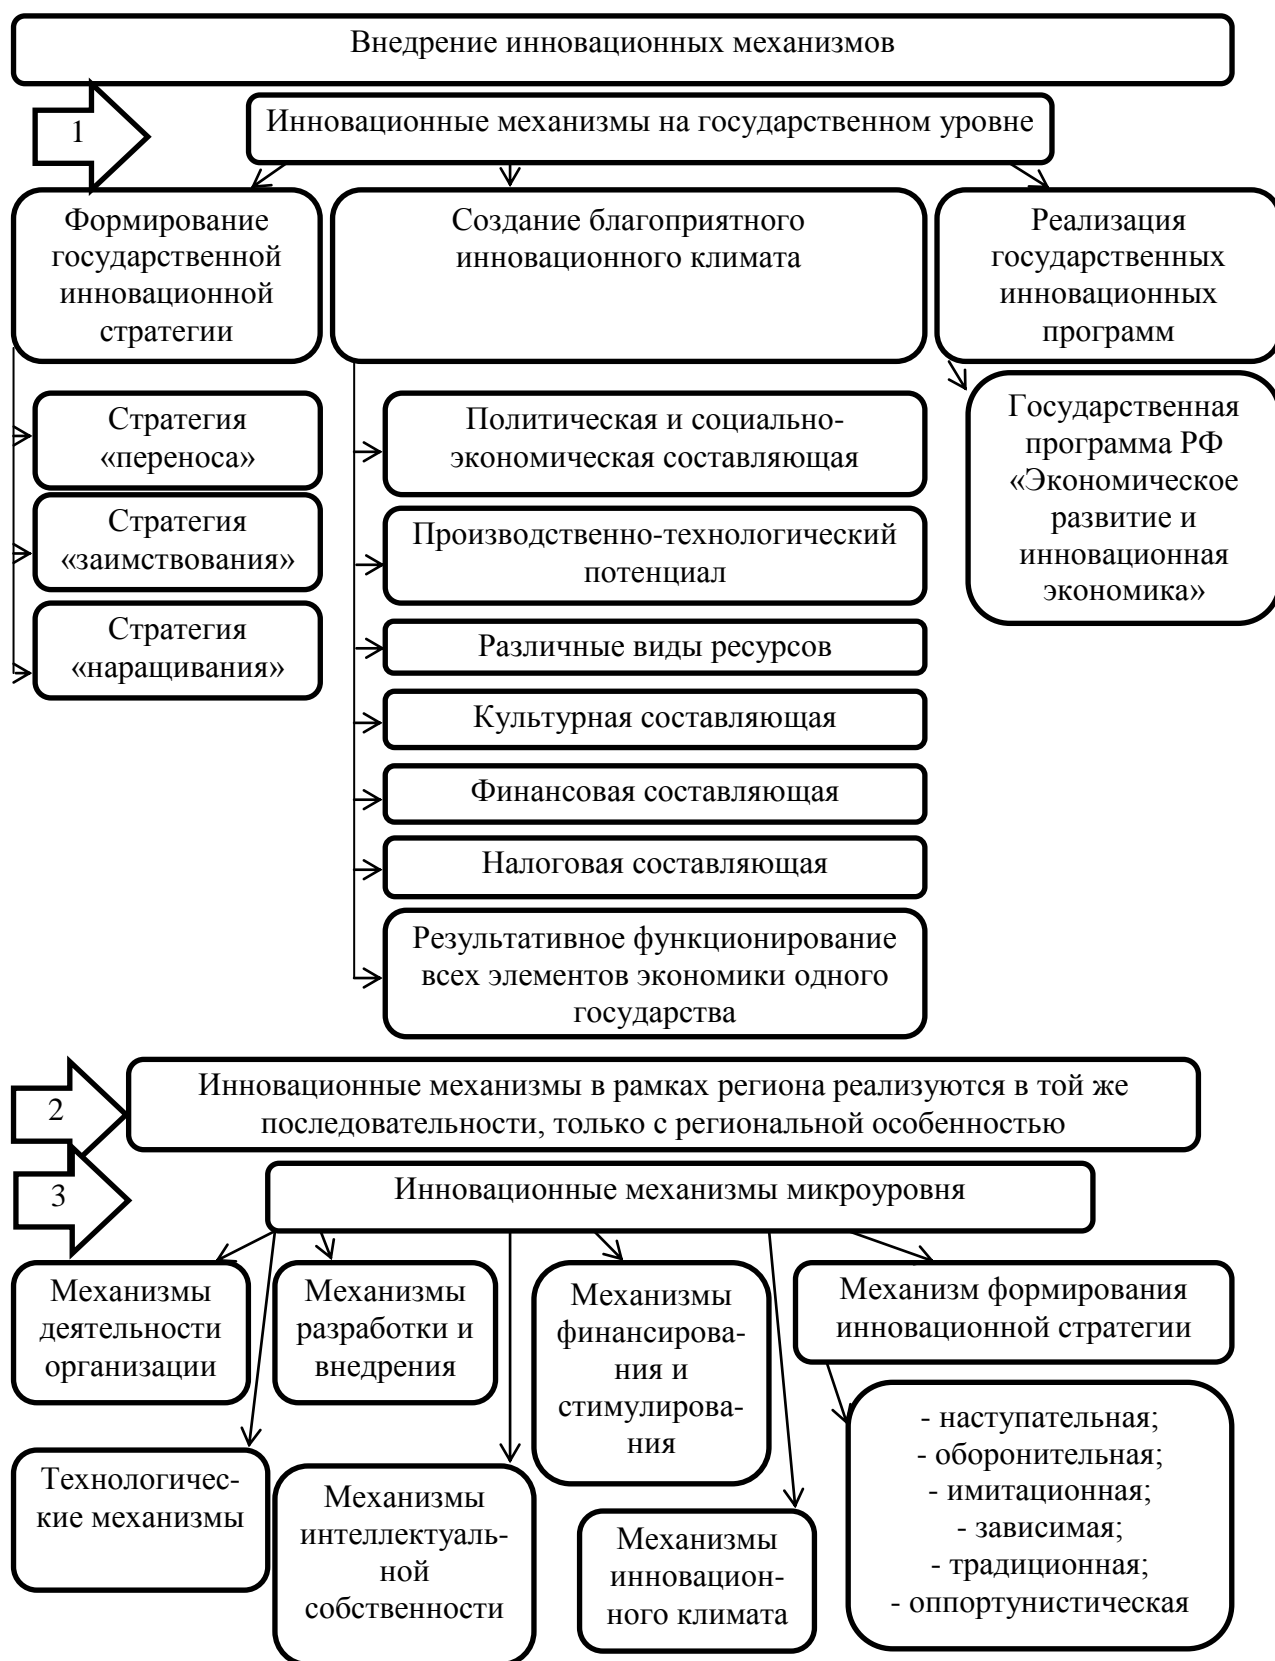 Внедрение инновационных механизмов
1
Инновационные механизмы на государственном уровне
Формирование
государственной
инновационной
стратегии
Создание благоприятного
инновационного климата
Реализация
государственных
инновационных
программ
Стратегия
«переноса»
Стратегия
«заимствования»
Стратегия
«наращивания»
Политическая и социально-
экономическая составляющая
Производственно-технологический
потенциал
Различные виды ресурсов
Культурная составляющая
Финансовая составляющая
Налоговая составляющая
Результативное функционирование
всех элементов экономики одного
государства
Государственная
программа РФ
«Экономическое
развитие и
инновационная
экономика»
2
Инновационные механизмы в рамках региона реализуются в той же
последовательности, только с региональной особенностью
3
Инновационные механизмы микроуровня
Механизмы
деятельности
организации
Механизмы
разработки и
внедрения
Механизмы
финансирова-
ния и
стимулирова-
ния
Механизм формирования
инновационной стратегии
Технологичес-
кие механизмы
Механизмы
интеллектуаль-
ной
собственности
Механизмы
инновацион-
ного климата
- наступательная;
- оборонительная;
- имитационная;
- зависимая;
- традиционная;
- оппортунистическая